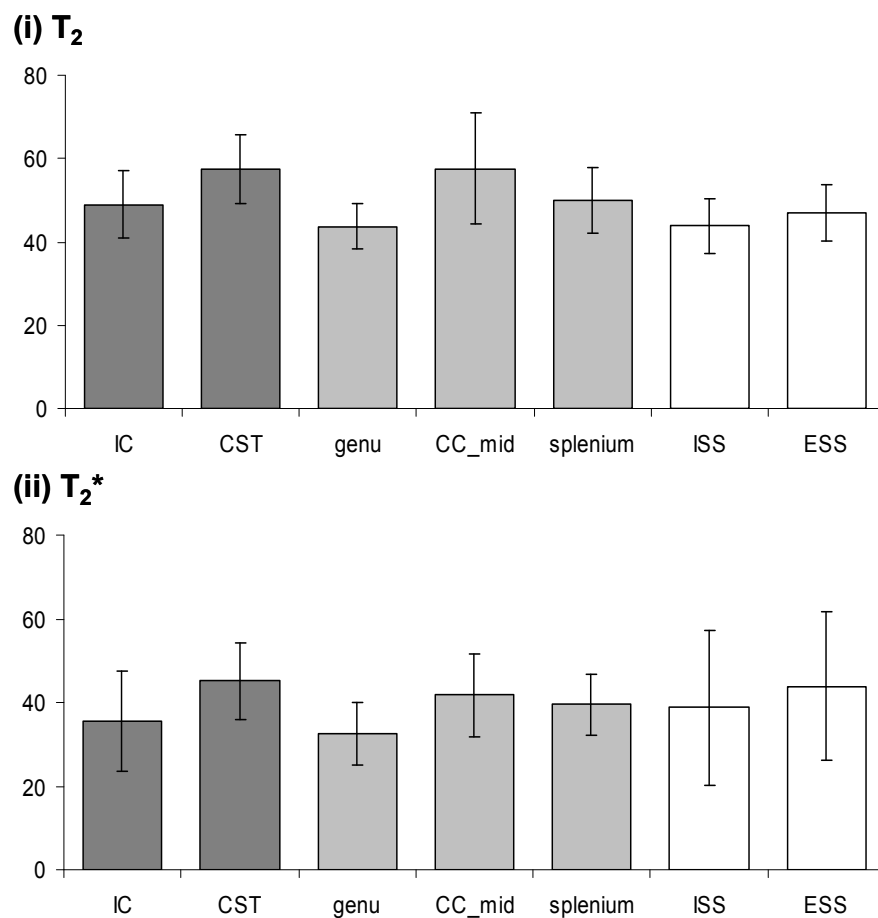 (i) T₂
80
60
40
20
0
IC CST genu CC_mid splenium ISS ESS
(ii) T₂*
80
60
40
20
0
IC CST genu CC_mid splenium ISS ESS